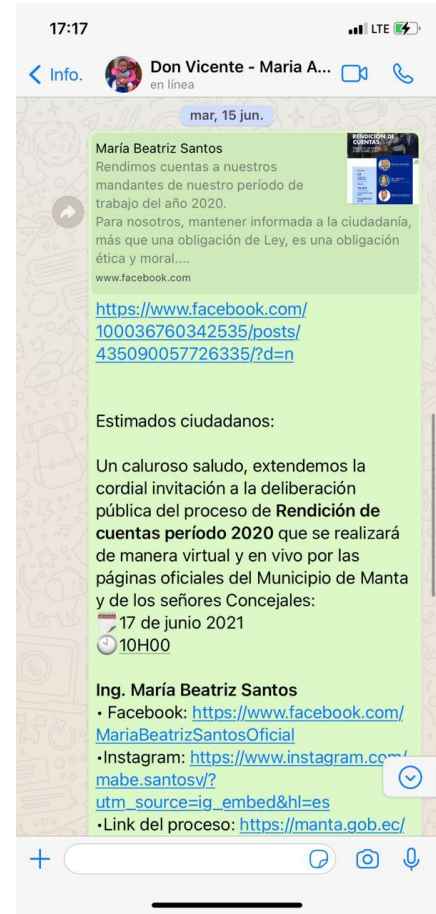 17:17
LTE
Info.
Don Vicente - Maria A...
en línea
mar, 15 jun.
María Beatriz Santos
Rendimos cuentas a nuestros
mandantes de nuestro período de
trabajo del año 2020.
Para nosotros, mantener informada a la ciudadanía,
más que una obligación de Ley, es una obligación
ética y moral....
www.facebook.com
RENDICIÓN DE
CUENTAS
https://www.facebook.com/
100036760342535/posts/
435090057726335/?d=n
Estimados ciudadanos:
Un caluroso saludo, extendemos la
cordial invitación a la deliberación
pública del proceso de Rendición de
cuentas período 2020 que se realizará
de manera virtual y en vivo por las
páginas oficiales del Municipio de Manta
y de los señores Concejales:
🗓️17 de junio 2021
🕙10H00
Ing. María Beatriz Santos
• Facebook: https://www.facebook.com/
MariaBeatrizSantosOficial
•Instagram: https://www.instagram.com/
mabe.santosv/?
utm_source=ig_embed&hl=es
•Link del proceso: https://manta.gob.ec/